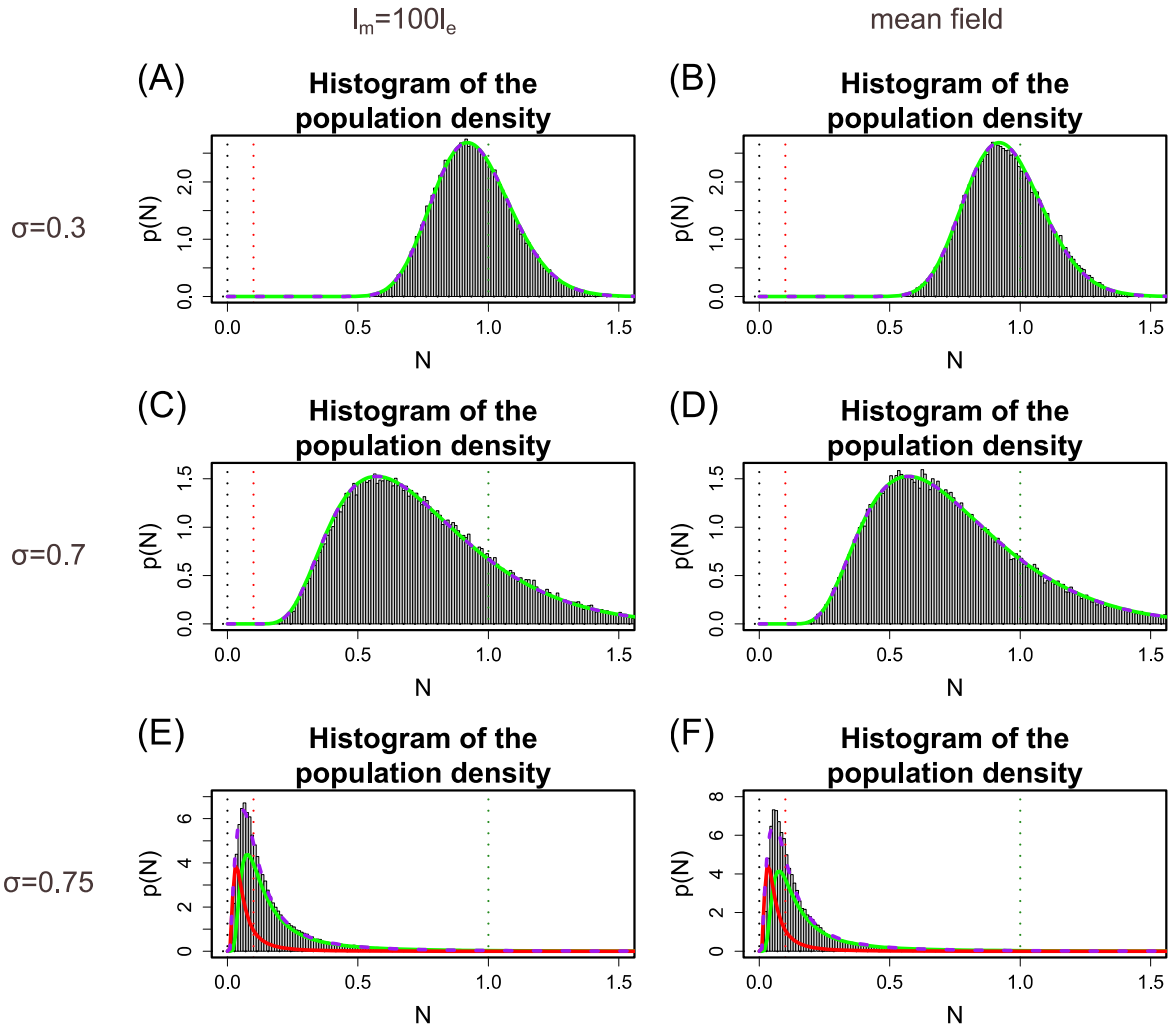 I_m=100I_e
mean field
(A)
Histogram of the
population density
(B)
Histogram of the
population density
σ=0.3
p(N)
0.0
1.0
2.0
0.0
0.5
1.0
1.5
N
p(N)
0.0
1.0
2.0
0.0
0.5
1.0
1.5
N
(C)
Histogram of the
population density
(D)
Histogram of the
population density
σ=0.7
p(N)
0.0
0.5
1.0
1.5
0.0
0.5
1.0
1.5
N
p(N)
0.0
0.5
1.0
1.5
0.0
0.5
1.0
1.5
N
(E)
Histogram of the
population density
(F)
Histogram of the
population density
σ=0.75
p(N)
0
2
4
6
0.0
0.5
1.0
1.5
N
p(N)
0
2
4
6
8
0.0
0.5
1.0
1.5
N